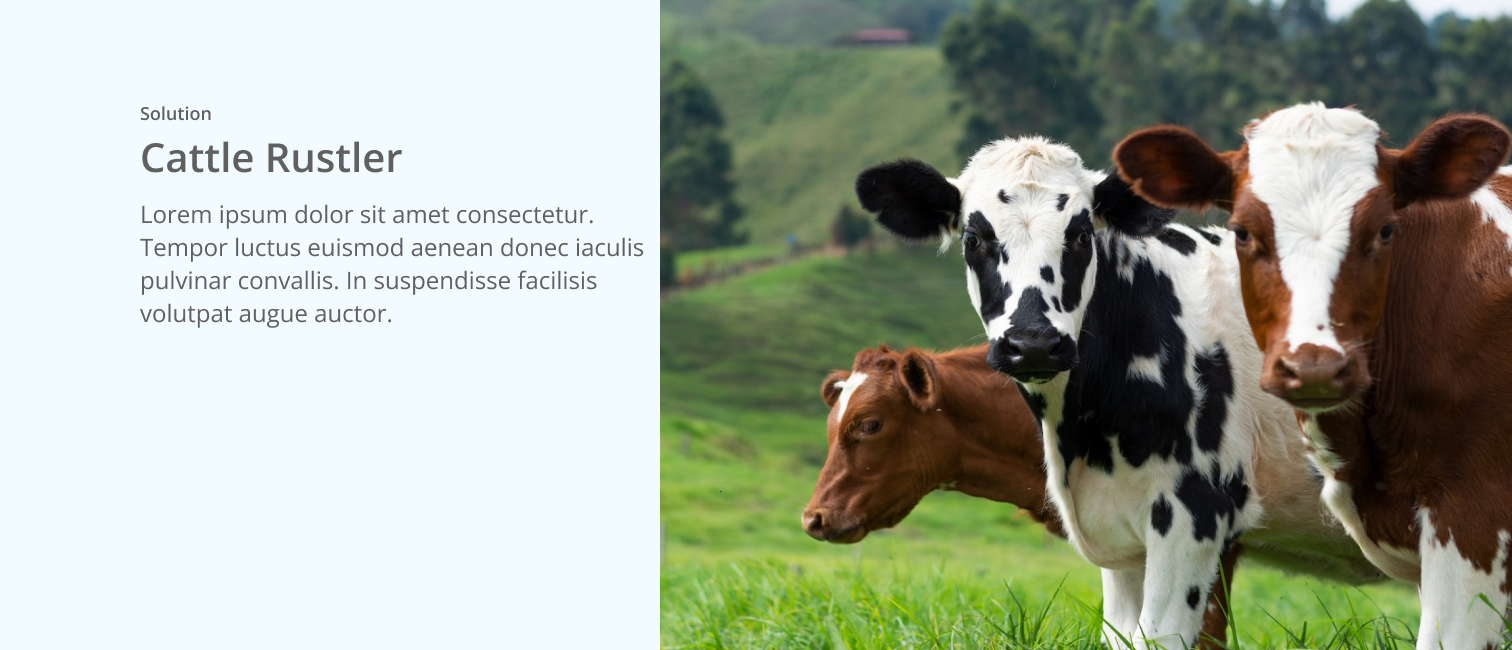 Solution
Cattle Rustler
Lorem ipsum dolor sit amet consectetur.
Tempor luctus euismod aenean donec iaculis
pulvinar convallis. In suspendisse facilisis
volutpat augue auctor.